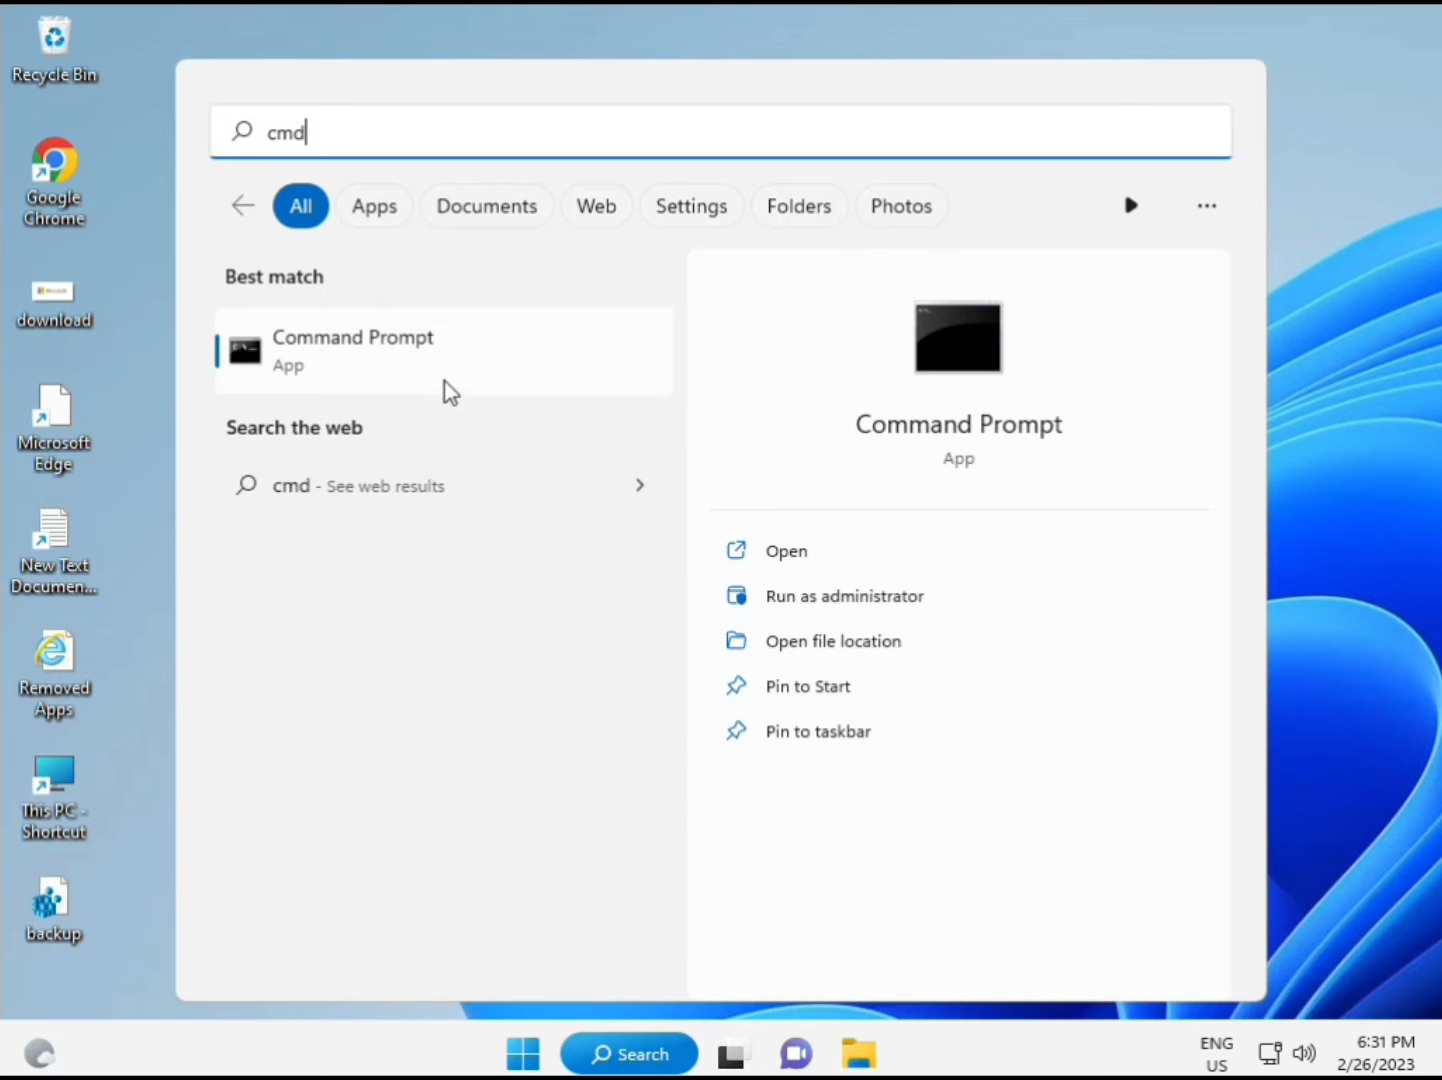 Recycle Bin
Google
Chrome
download
Microsoft
Edge
New Text
Documen...
Removed
Apps
This PC -
Shortcut
backup
cmd
All
Apps
Documents
Web
Settings
Folders
Photos
Best match
Command Prompt
App
Search the web
cmd - See web results
Command Prompt
App
Open
Run as administrator
Open file location
Pin to Start
Pin to taskbar
Search
ENG
US
6:31 PM
2/26/2023